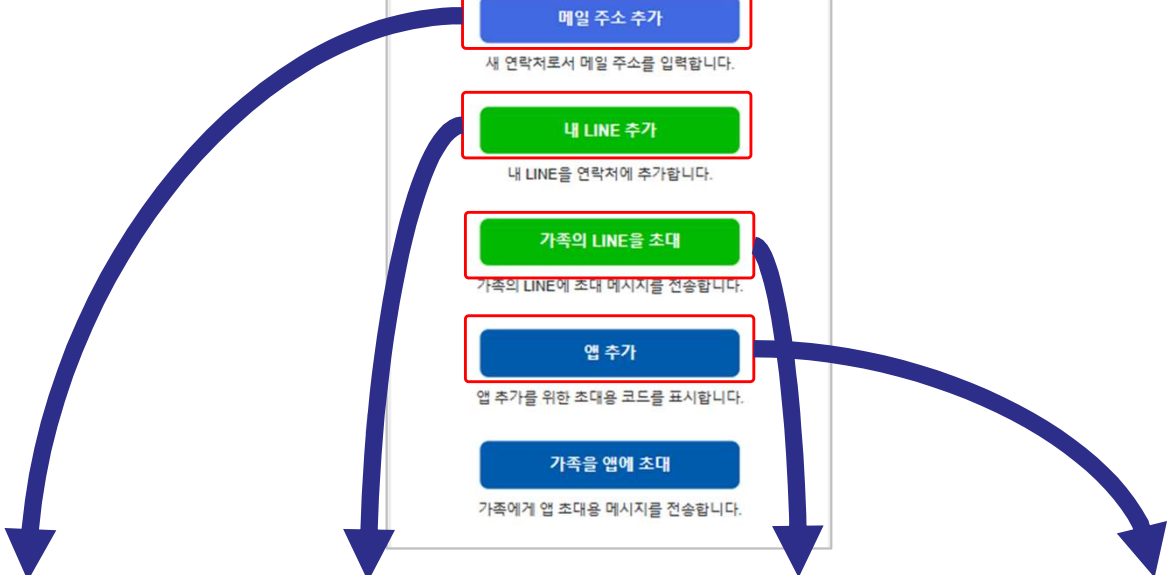 메일 주소 추가
새 연락처로서 메일 주소를 입력합니다.
내 LINE 추가
내 LINE을 연락처에 추가합니다.
가족의 LINE을 초대
가족의 LINE에 초대 메시지를 전송합니다.
앱 추가
앱 추가를 위한 초대용 코드를 표시합니다.
가족을 앱에 초대
가족에게 앱 초대용 메시지를 전송합니다.